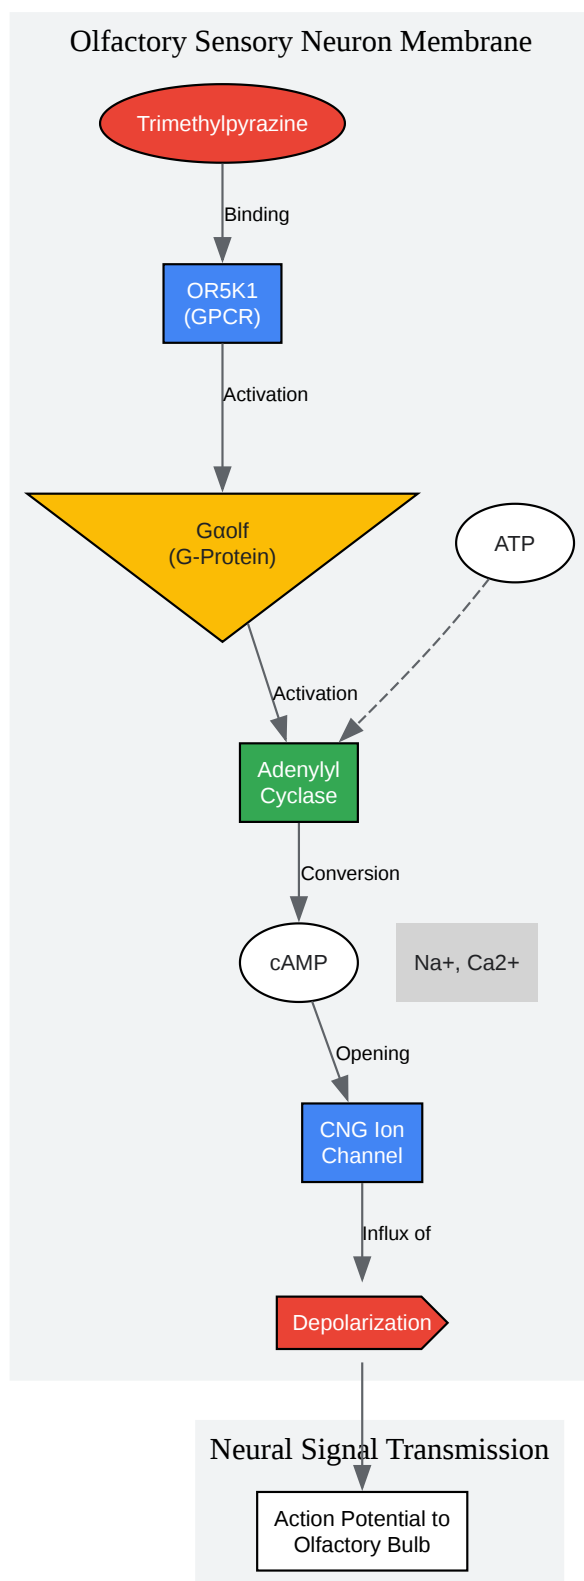 Olfactory Sensory Neuron Membrane
Trimethylpyrazine
Binding
OR5K1
(GPCR)
Activation
Gαolf
(G-Protein)
ATP
Activation
Adenylyl
Cyclase
Conversion
cAMP
Na+, Ca2+
Opening
CNG Ion
Channel
Influx of
Depolarization
Neural Signal Transmission
Action Potential to
Olfactory Bulb